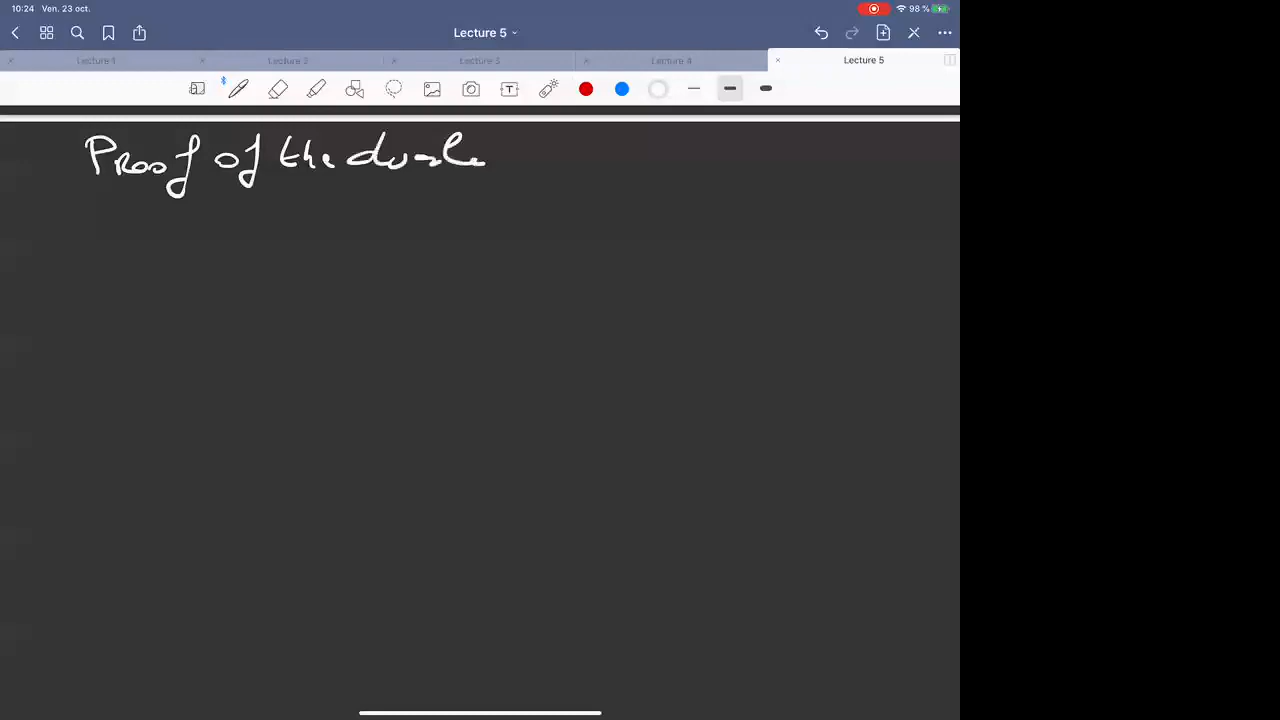 10:24 Ven. 23 oct. 98 %
Lecture 5
Lecture 1 Lecture 2 Lecture 3 Lecture 4 Lecture 5
T
Proof of the